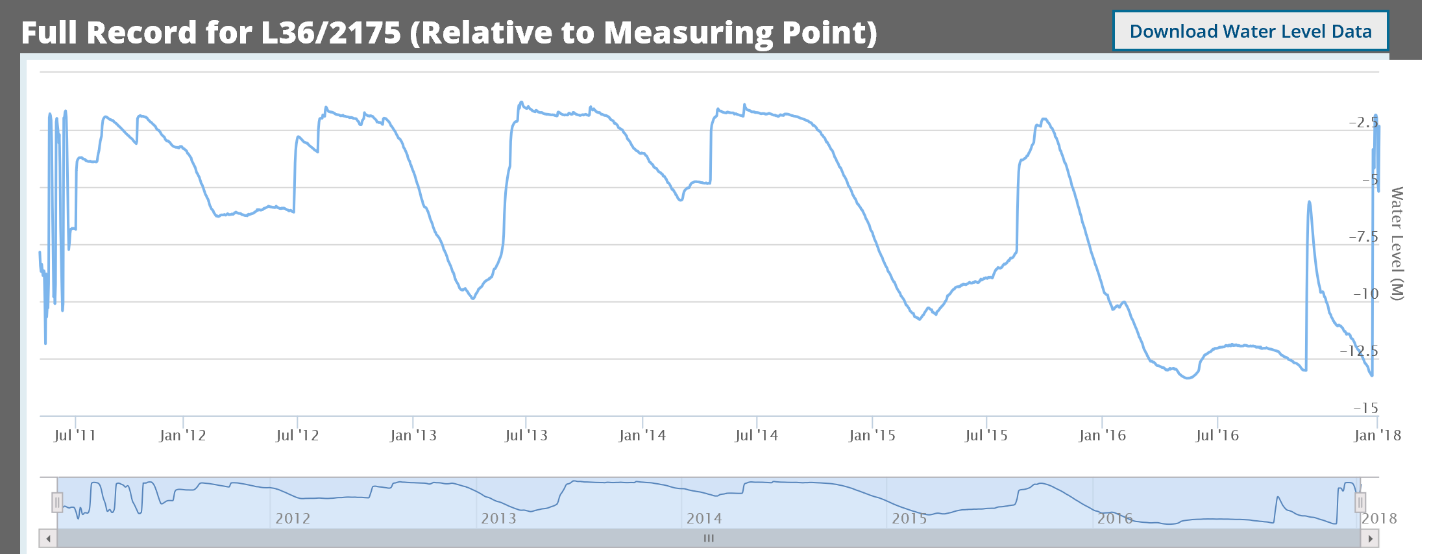 Full Record for L36/2175 (Relative to Measuring Point)
Download Water Level Data
-2.5
-5
-7.5
-10
-12.5
-15
Water Level (M)
Jul '11 Jan '12 Jul '12 Jan '13 Jul '13 Jan '14 Jul '14 Jan '15 Jul '15 Jan '16 Jul '16 Jan '18
2012 2013 2014 2015 2016 2018